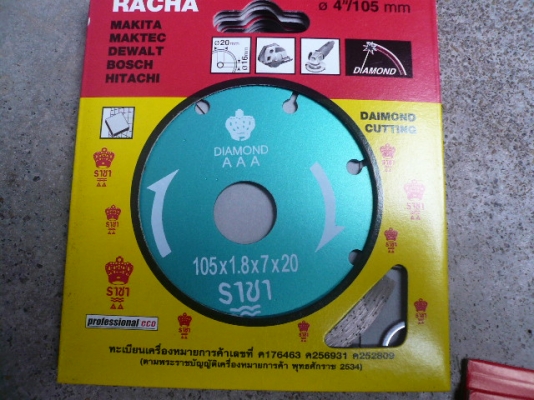 RACHA
ø 4"/105 mm
MAKITA
MAKTEC
DEWALT
BOSCH
HITACHI
ø20mm
ø16mm
DIAMOND
DAIMOND
CUTTING
DIAMOND
A A A
ราชา
ราชา
ราชา
ราชา
ราชา
105x1.8x7x20
ราชา
professional eco
ทะเบียนเครื่องหมายการค้าเลขที่ ค176463 ค256931 ค252809
(ตามพระราชบัญญัติเครื่องหมายการค้า พุทธศักราช 2534)